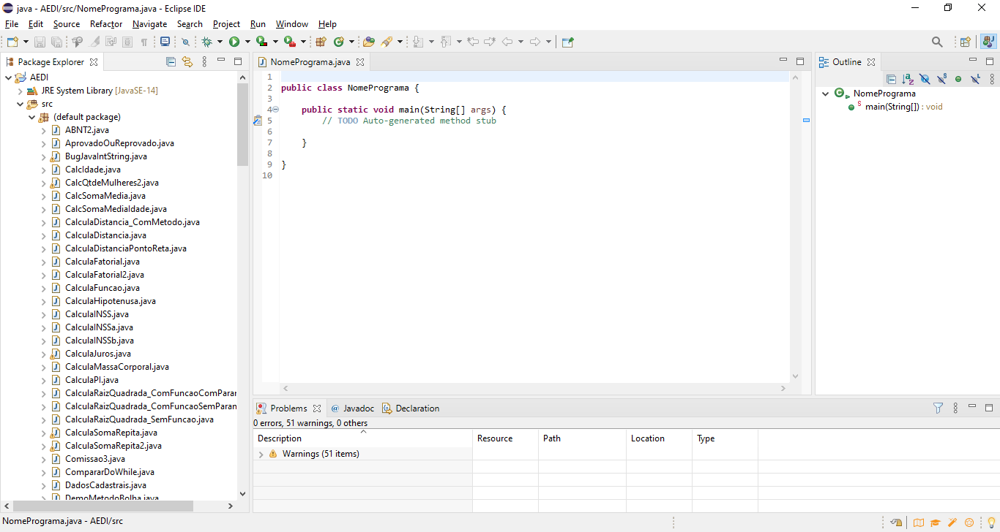 java - AEDI/src/NomePrograma.java - Eclipse IDE
File Edit Source Refactor Navigate Search Project Run Window Help
Package Explorer
AEDI
JRE System Library [JavaSE-14]
src
(default package)
ABNT2.java
AprovadoOuReprovado.java
BugJavaIntString.java
CalcIdade.java
CalcQtdeMulheres2.java
CalcSomaMedia.java
CalcSomaMediaIdade.java
CalculaDistancia_ComMetodo.java
CalculaDistancia.java
CalculaDistanciaPontoReta.java
CalculaFatorial.java
CalculaFatorial2.java
CalculaFuncao.java
CalculaHipotenusa.java
CalculaINSS.java
CalculaINSSa.java
CalculaINSSb.java
CalculaJuros.java
CalculaMassaCorporal.java
CalculaPI.java
CalculaRaizQuadrada_ComFuncaoComParar
CalculaRaizQuadrada_ComFuncaoSemParan
CalculaRaizQuadrada_SemFuncao.java
CalculaSomaRepita.java
CalculaSomaRepita2.java
Comissao3.java
CompararDoWhile.java
DadosCadastrais.java
DemoMetodoBolha.java
NomePrograma.java
1
2 public class NomePrograma {
3
4 public static void main(String[] args) {
5 // TODO Auto-generated method stub
6
7 }
8
9 }
10
Outline
NomePrograma
main(String[]) : void
Problems @ Javadoc Declaration
0 errors, 51 warnings, 0 others
Description Resource Path Location Type
Warnings (51 items)
NomePrograma.java - AEDI/src